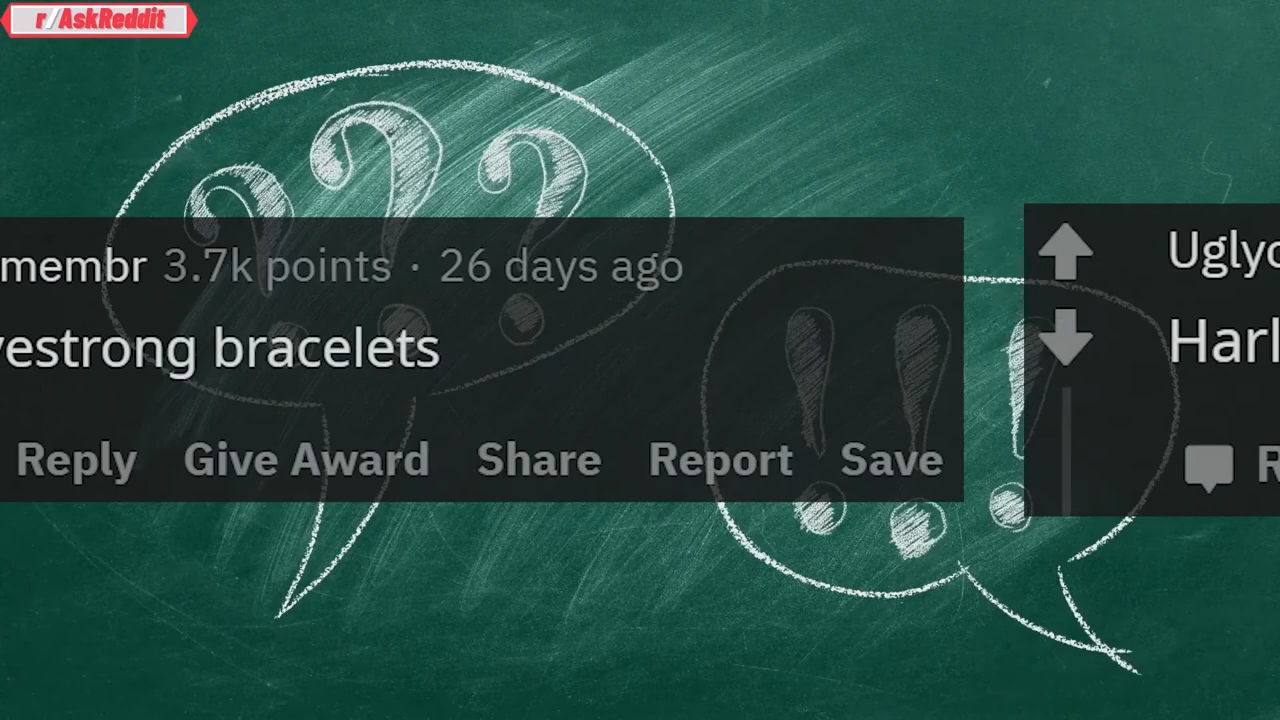 r/AskReddit
membr 3.7k points · 26 days ago
vestrong bracelets
Reply Give Award Share Report Save
Uglyc
Harl
R